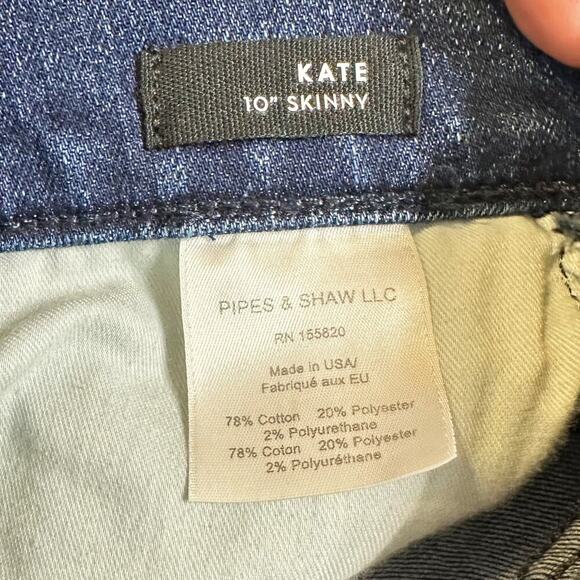 KATE
10" SKINNY
PIPES & SHAW LLC
RN 155820
Made in USA/
Fabriqué aux EU
78% Cotton 20% Polyester
2% Polyurethane
78% Coton 20% Polyester
2% Polyuréthane